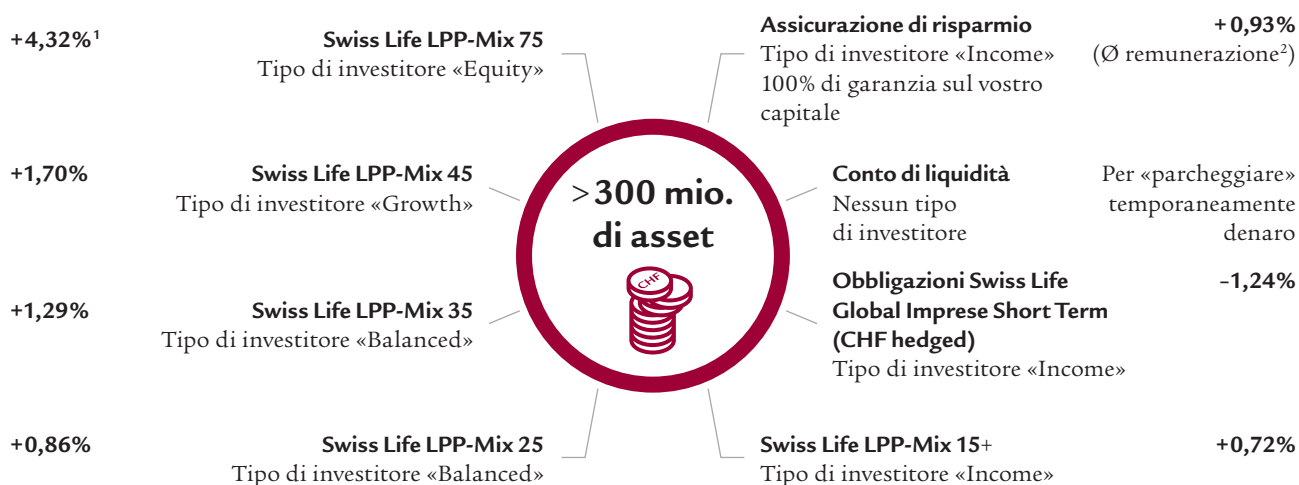 +4,32%¹
Swiss Life LPP-Mix 75
Tipo di investitore «Equity»
+1,70%
Swiss Life LPP-Mix 45
Tipo di investitore «Growth»
+1,29%
Swiss Life LPP-Mix 35
Tipo di investitore «Balanced»
+0,86%
Swiss Life LPP-Mix 25
Tipo di investitore «Balanced»
>300 mio.
di asset
CHF
Assicurazione di risparmio
Tipo di investitore «Income»
100% di garanzia sul vostro
capitale
+0,93%
(Ø remunerazione²)
Conto di liquidità
Nessun tipo
di investitore
Per «parcheggiare»
temporaneamente
denaro
Obbligazioni Swiss Life
Global Imprese Short Term
(CHF hedged)
Tipo di investitore «Income»
-1,24%
Swiss Life LPP-Mix 15+
Tipo di investitore «Income»
+0,72%